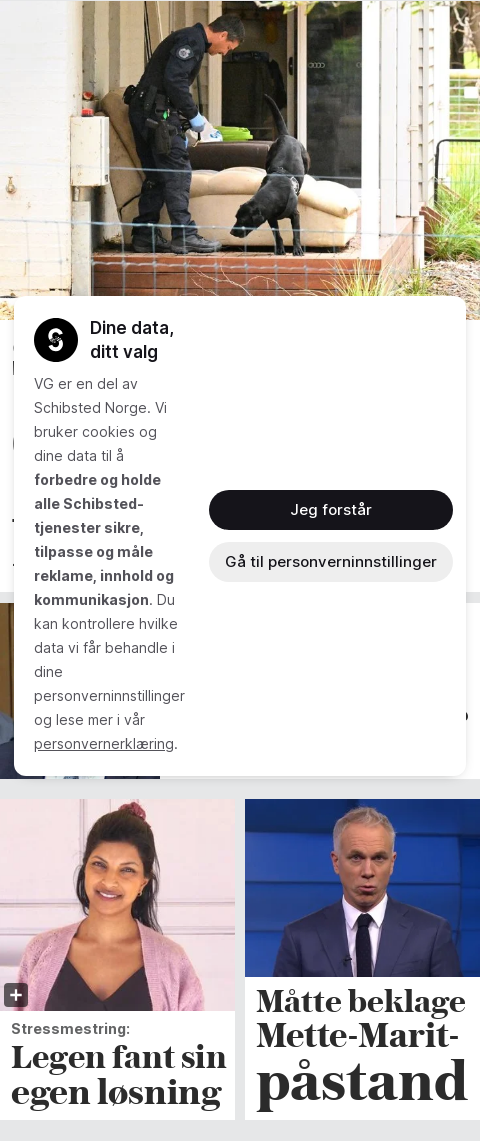 Dine data,
ditt valg
VG er en del av
Schibsted Norge. Vi
bruker cookies og
dine data til å
forbedre og holde
alle Schibsted-
tjenester sikre,
tilpasse og måle
reklame, innhold og
kommunikasjon. Du
kan kontrollere hvilke
data vi får behandle i
dine
personverninnstillinger
og lese mer i vår
personvernerklæring.
Jeg forstår
Gå til personverninnstillinger
Stressmestring:
Legen fant sin
egen løsning
Måtte beklage
Mette-Marit-
påstand